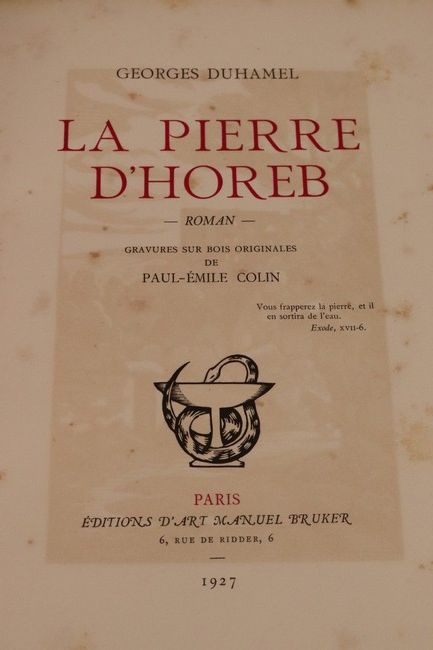 GEORGES DUHAMEL
LA PIERRE
D'HOREB
— ROMAN —
GRAVURES SUR BOIS ORIGINALES
DE
PAUL-ÉMILE COLIN
Vous frapperez la pierre, et il
en sortira de l'eau.
Exode, XVII-6.
PARIS
ÉDITIONS D'ART MANUEL BRUKER
6, RUE DE RIDDER, 6
—
1927